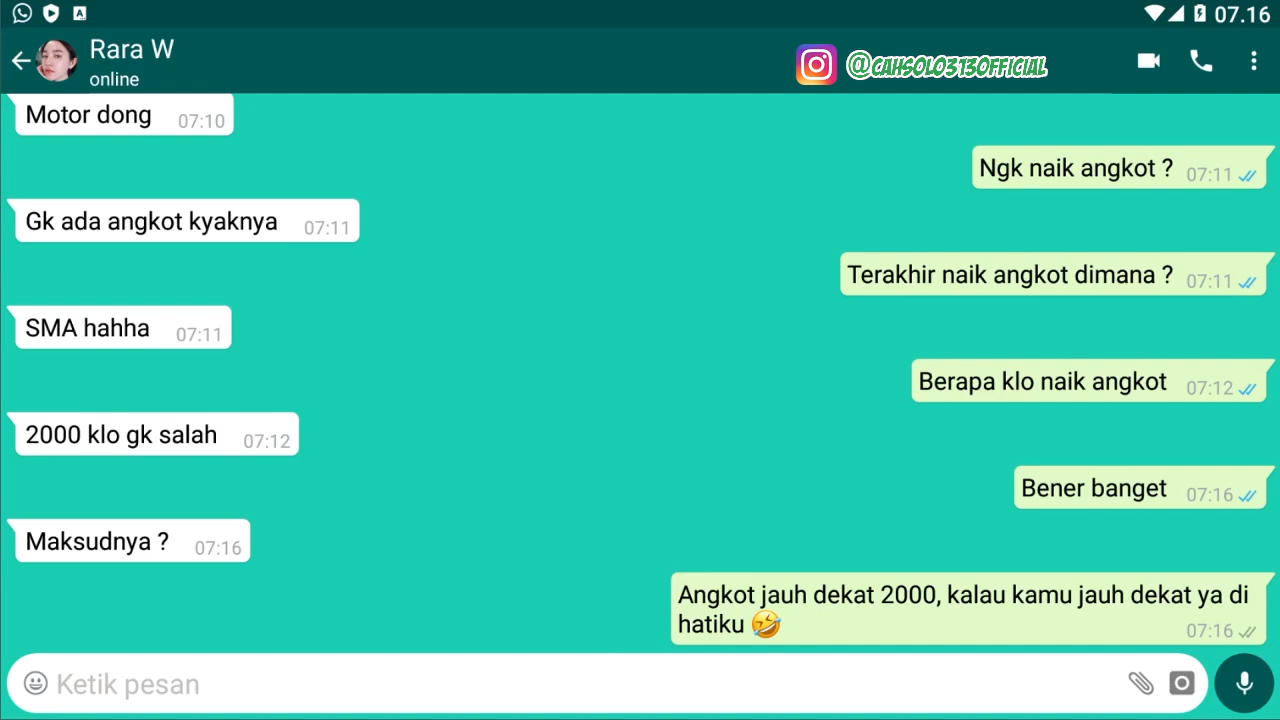 07.16
Rara W
online
@CAHSOLO313OFFICIAL
Motor dong 07:10
Ngk naik angkot ? 07:11
Gk ada angkot kyaknya 07:11
Terakhir naik angkot dimana ? 07:11
SMA hahha 07:11
Berapa klo naik angkot 07:12
2000 klo gk salah 07:12
Bener banget 07:16
Maksudnya ? 07:16
Angkot jauh dekat 2000, kalau kamu jauh dekat ya di
hatiku 🤣 07:16
Ketik pesan